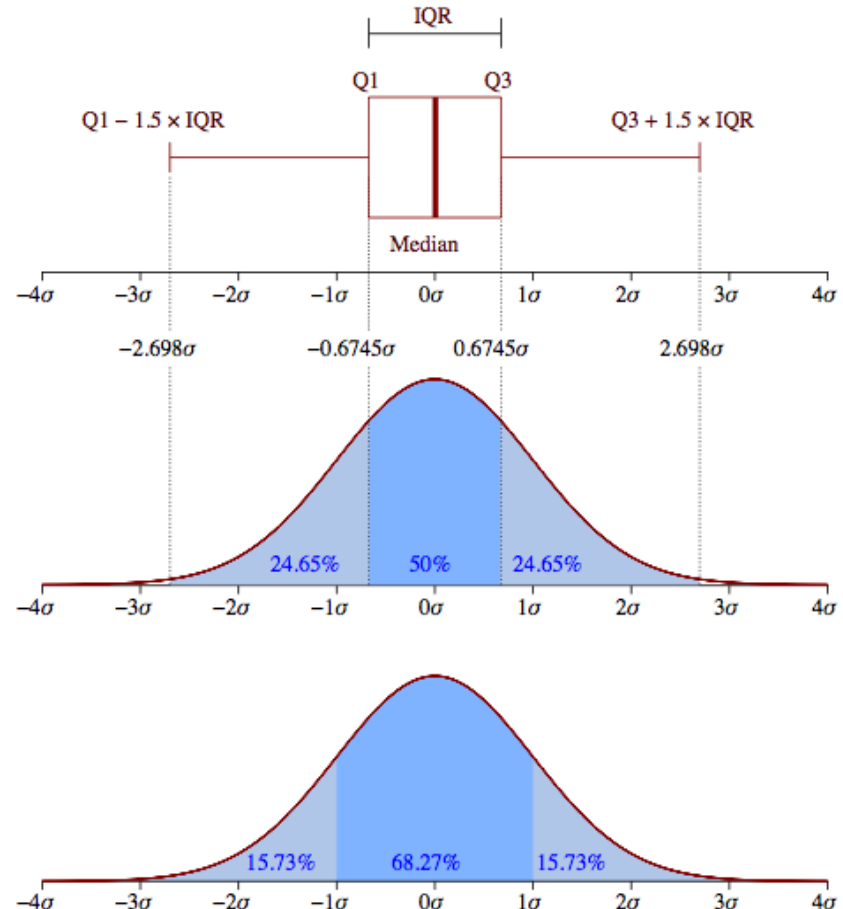 IQR
Q1 Q3
Q1 − 1.5 × IQR Q3 + 1.5 × IQR
Median
−4σ −3σ −2σ −1σ 0σ 1σ 2σ 3σ 4σ
−2.698σ −0.6745σ 0.6745σ 2.698σ
24.65% 50% 24.65%
−4σ −3σ −2σ −1σ 0σ 1σ 2σ 3σ 4σ
15.73% 68.27% 15.73%
−4σ −3σ −2σ −1σ 0σ 1σ 2σ 3σ 4σ